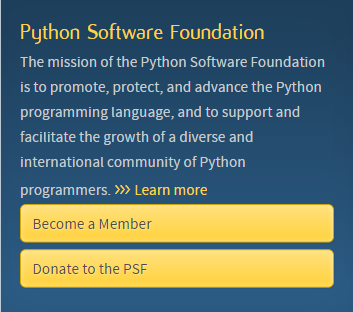 Python Software Foundation
The mission of the Python Software Foundation
is to promote, protect, and advance the Python
programming language, and to support and
facilitate the growth of a diverse and
international community of Python
programmers. >>> Learn more
Become a Member
Donate to the PSF